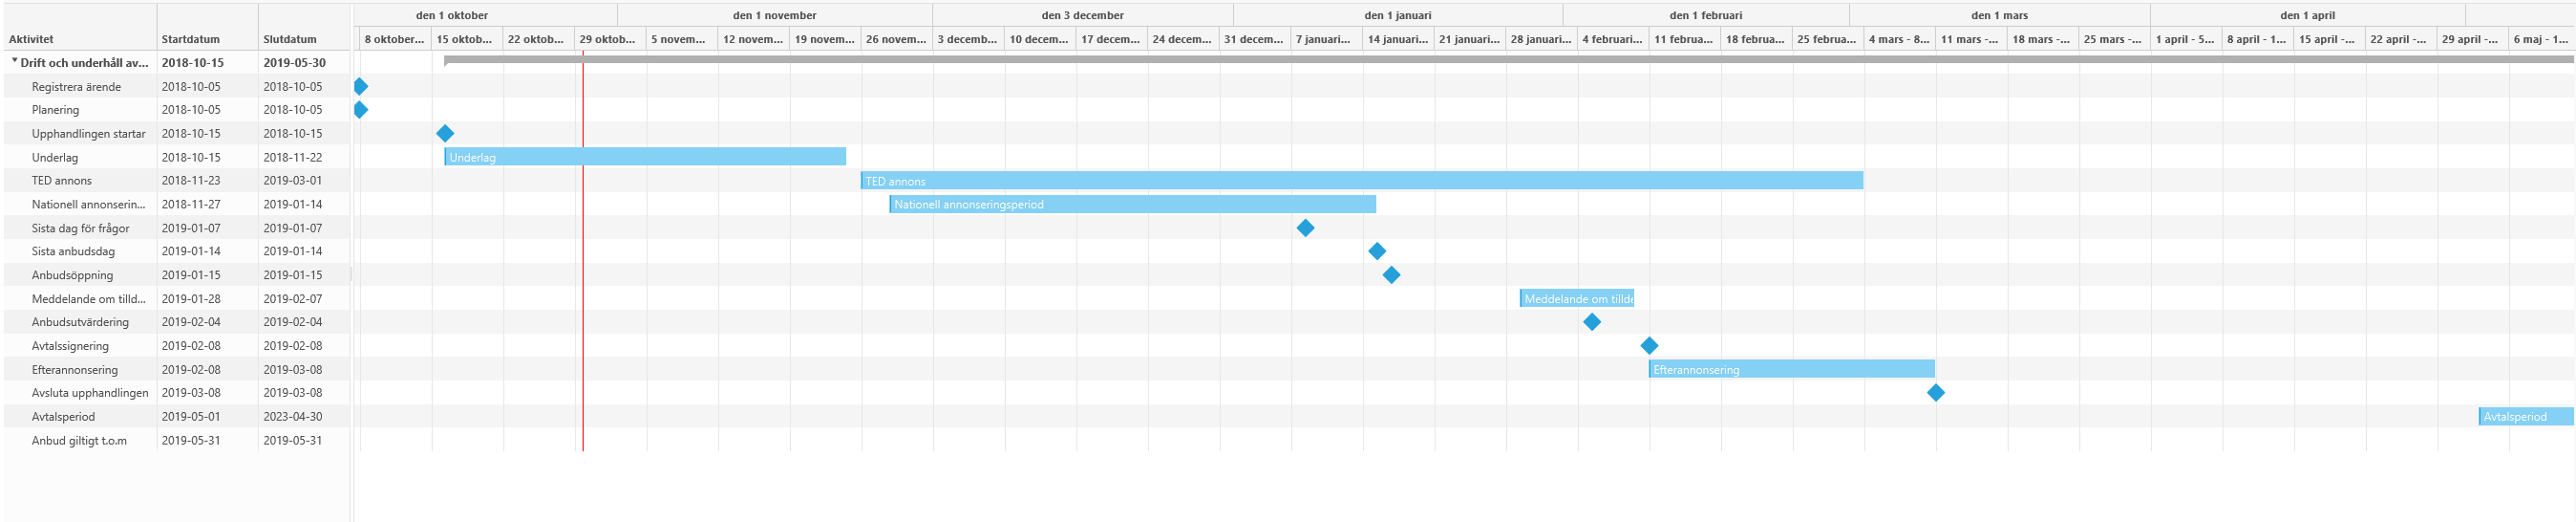 den 1 oktober den 1 november den 3 december den 1 januari den 1 februari den 1 mars den 1 april
Aktivitet Startdatum Slutdatum 8 oktober... 15 oktob... 22 oktob... 29 oktob... 5 novem... 12 novem... 19 novem... 26 novem... 3 decemb... 10 decem... 17 decem... 24 decem... 31 decem... 7 januari... 14 januari... 21 januari... 28 januari... 4 februari... 11 februa... 18 februa... 25 februa... 4 mars - 8... 11 mars -... 18 mars -... 25 mars -... 1 april - 5... 8 april - 1... 15 april -... 22 april -... 29 april -... 6 maj - 1...
Drift och underhåll av... 2018-10-15 2019-05-30
Registrera ärende 2018-10-05 2018-10-05
Planering 2018-10-05 2018-10-05
Upphandlingen startar 2018-10-15 2018-10-15
Underlag 2018-10-15 2018-11-22 Underlag
TED annons 2018-11-23 2019-03-01 TED annons
Nationell annonserin... 2018-11-27 2019-01-14 Nationell annonseringsperiod
Sista dag för frågor 2019-01-07 2019-01-07
Sista anbudsdag 2019-01-14 2019-01-14
Anbudsöppning 2019-01-15 2019-01-15
Meddelande om tilld... 2019-01-28 2019-02-07 Meddelande om tillde
Anbudsutvärdering 2019-02-04 2019-02-04
Avtalssignering 2019-02-08 2019-02-08
Efterannonsering 2019-02-08 2019-03-08 Efterannonsering
Avsluta upphandlingen 2019-03-08 2019-03-08
Avtalsperiod 2019-05-01 2023-04-30 Avtalsperiod
Anbud giltigt t.o.m 2019-05-31 2019-05-31